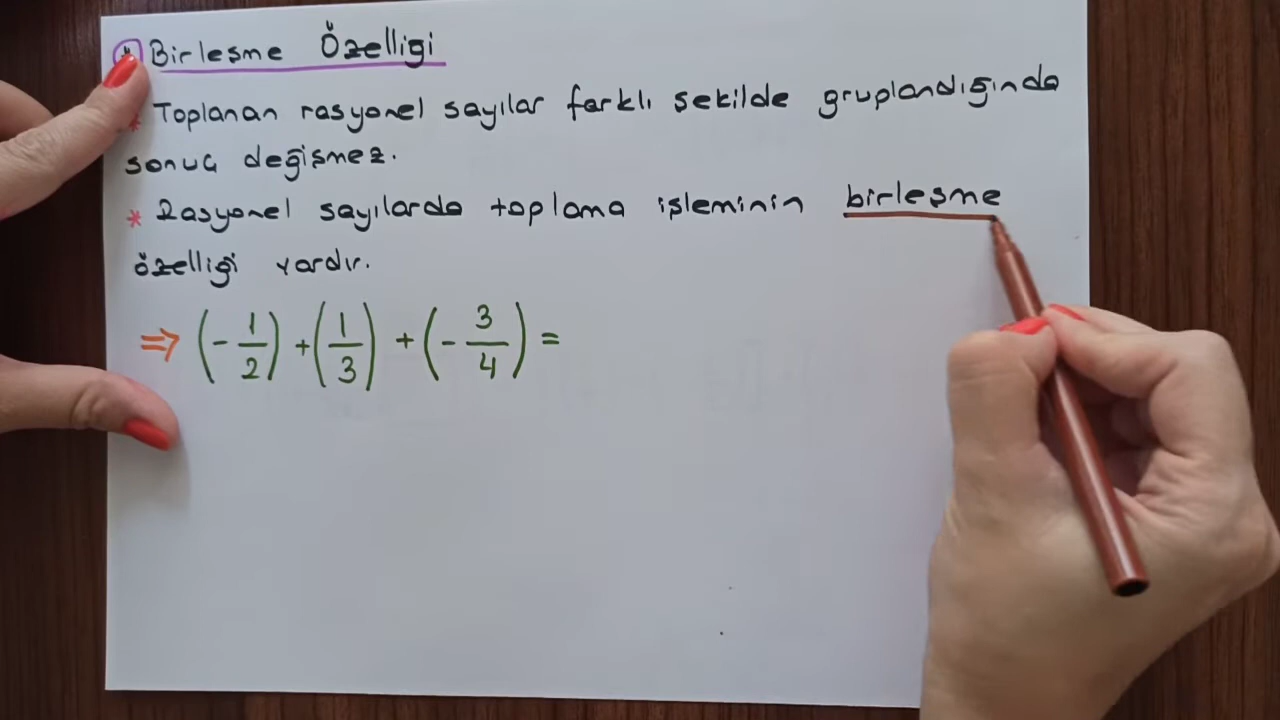 * Birleşme Özelliği
* Toplanan rasyonel sayılar farklı şekilde gruplandığında
sonuç değişmez.
* Rasyonel sayılarda toplama işleminin birleşme
özelliği vardır.
⇒ (-1/2) + (1/3) + (-3/4) =